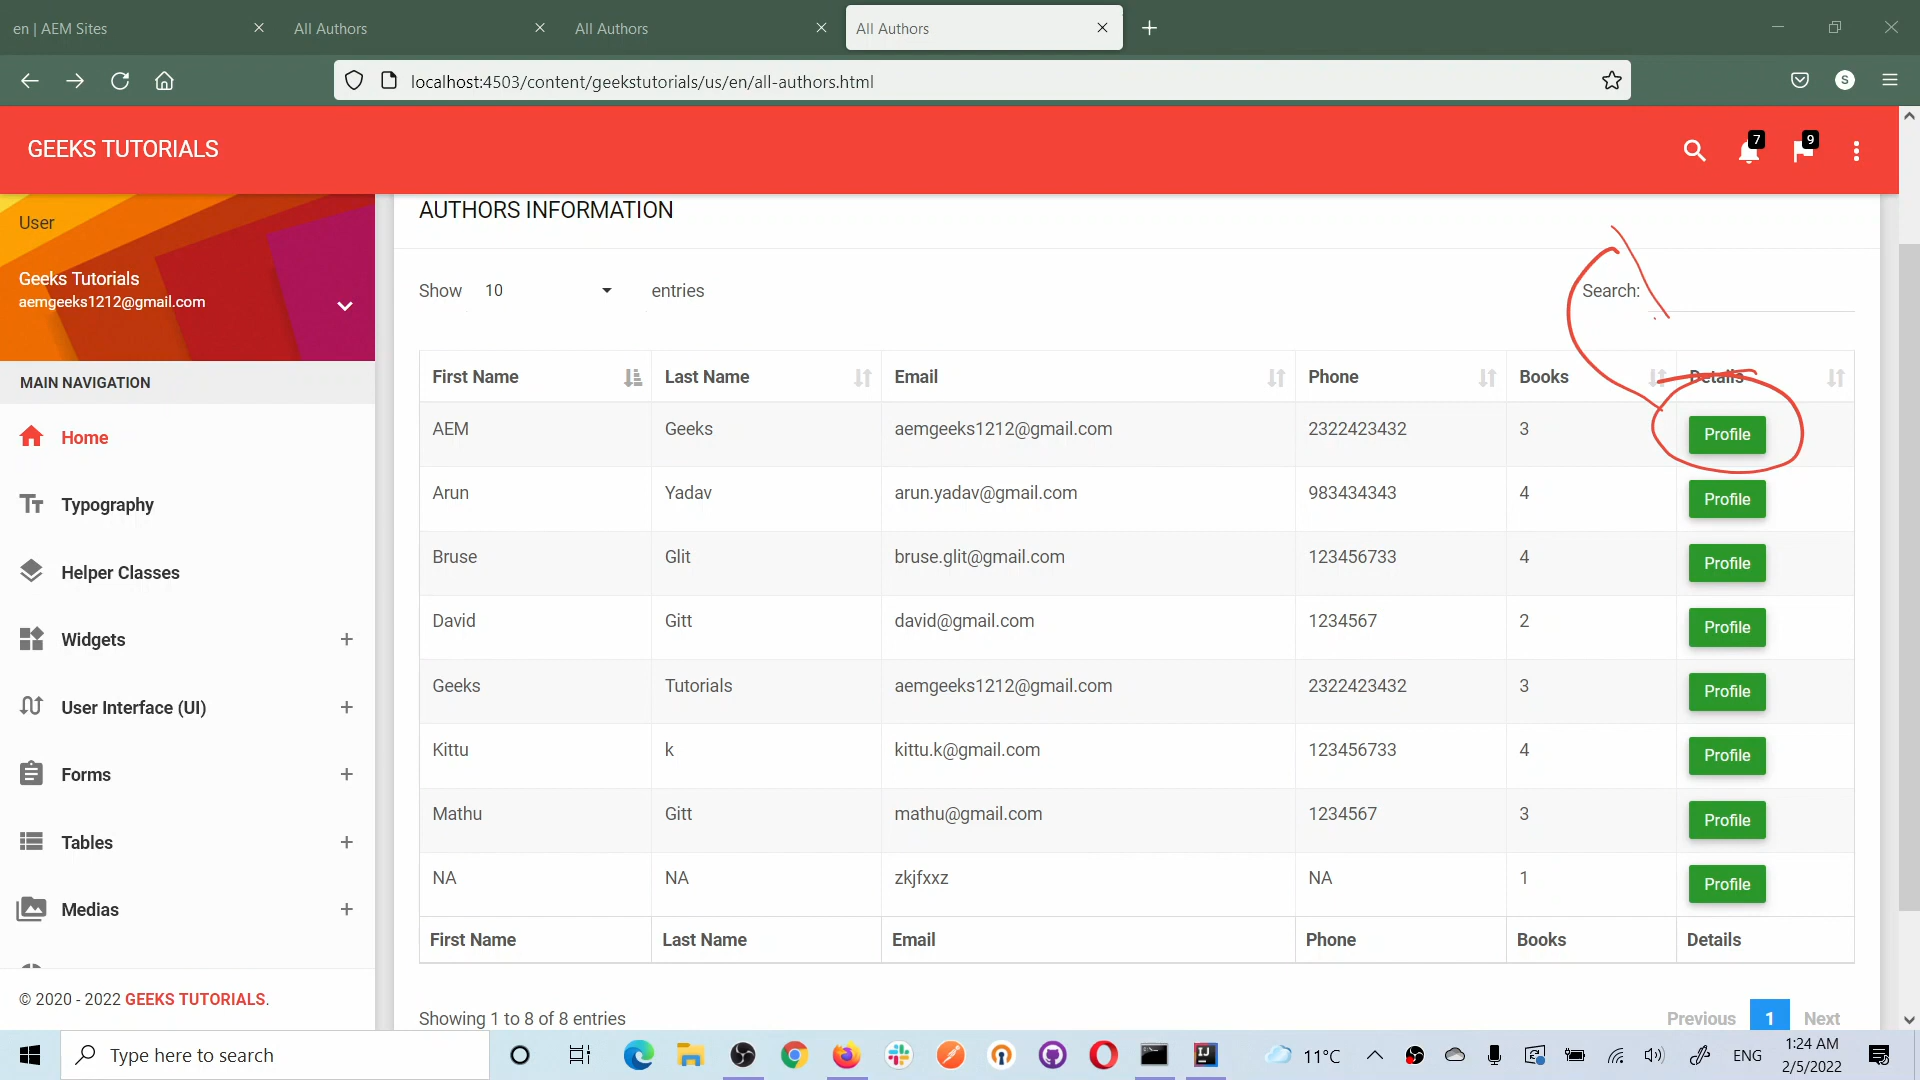 en | AEM Sites
All Authors
All Authors
All Authors
localhost:4503/content/geekstutorials/us/en/all-authors.html
S
GEEKS TUTORIALS
7
9
User
Geeks Tutorials
aemgeeks1212@gmail.com
MAIN NAVIGATION
Home
Typography
Helper Classes
Widgets
User Interface (UI)
Forms
Tables
Medias
© 2020 - 2022 GEEKS TUTORIALS.
AUTHORS INFORMATION
Show 10 entries
Search:
First Name Last Name Email Phone Books Details
AEM Geeks aemgeeks1212@gmail.com 2322423432 3 Profile
Arun Yadav arun.yadav@gmail.com 983434343 4 Profile
Bruse Glit bruse.glit@gmail.com 123456733 4 Profile
David Gitt david@gmail.com 1234567 2 Profile
Geeks Tutorials aemgeeks1212@gmail.com 2322423432 3 Profile
Kittu k kittu.k@gmail.com 123456733 4 Profile
Mathu Gitt mathu@gmail.com 1234567 3 Profile
NA NA zkjfxxz NA 1 Profile
First Name Last Name Email Phone Books Details
Showing 1 to 8 of 8 entries
Previous 1 Next
Type here to search
11°C
ENG
1:24 AM
2/5/2022